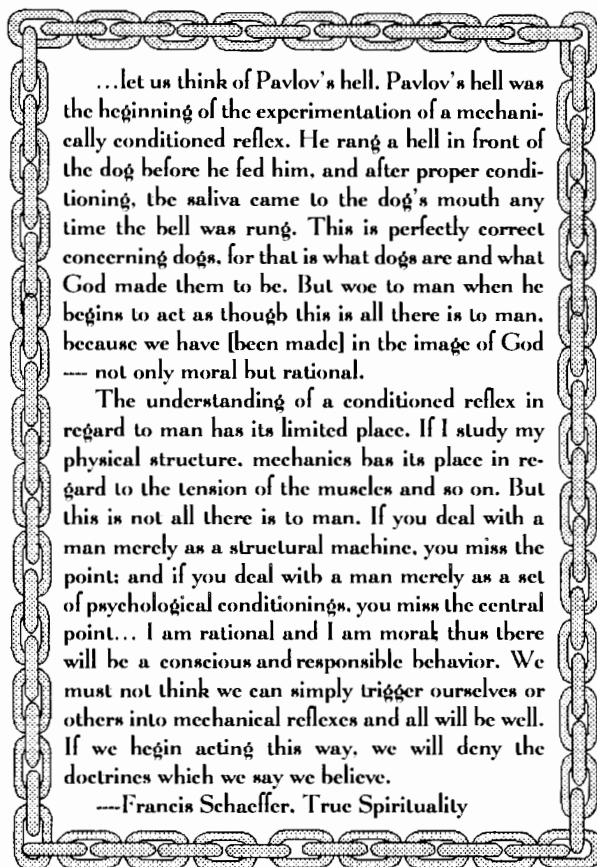 ...let us think of Pavlov's bell. Pavlov's bell was
the beginning of the experimentation of a mechani-
cally conditioned reflex. He rang a bell in front of
the dog before he fed him, and after proper condi-
tioning, the saliva came to the dog's mouth any
time the bell was rung. This is perfectly correct
concerning dogs, for that is what dogs are and what
God made them to be. But woe to man when he
begins to act as though this is all there is to man,
because we have [been made] in the image of God
--- not only moral but rational.
The understanding of a conditioned reflex in
regard to man has its limited place. If I study my
physical structure, mechanics has its place in re-
gard to the tension of the muscles and so on. But
this is not all there is to man. If you deal with a
man merely as a structural machine, you miss the
point; and if you deal with a man merely as a set
of psychological conditionings, you miss the central
point... I am rational and I am moral; thus there
will be a conscious and responsible behavior. We
must not think we can simply trigger ourselves or
others into mechanical reflexes and all will be well.
If we begin acting this way, we will deny the
doctrines which we say we believe.
---Francis Schaeffer, True Spirituality